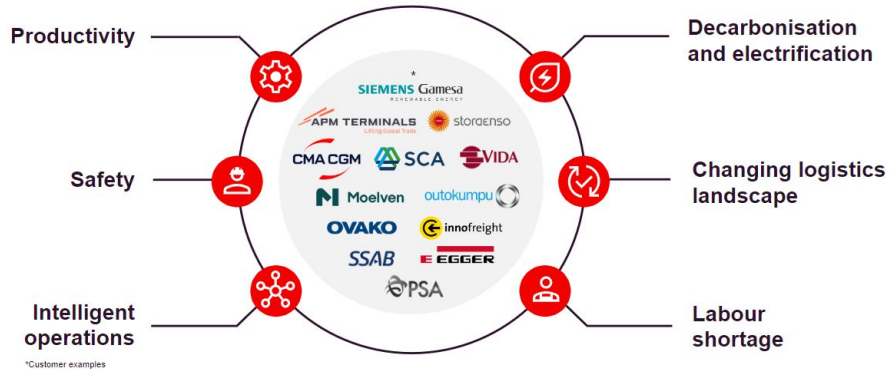 Productivity
Safety
Intelligent
operations
*
SIEMENS Gamesa
RENEWABLE ENERGY
APM TERMINALS
Lifting Global Trade
storaenso
CMA CGM
SCA
VIDA
Moelven
outokumpu
OVAKO
innofreight
SSAB
E EGGER
PSA
Decarbonisation
and electrification
Changing logistics
landscape
Labour
shortage
*Customer examples